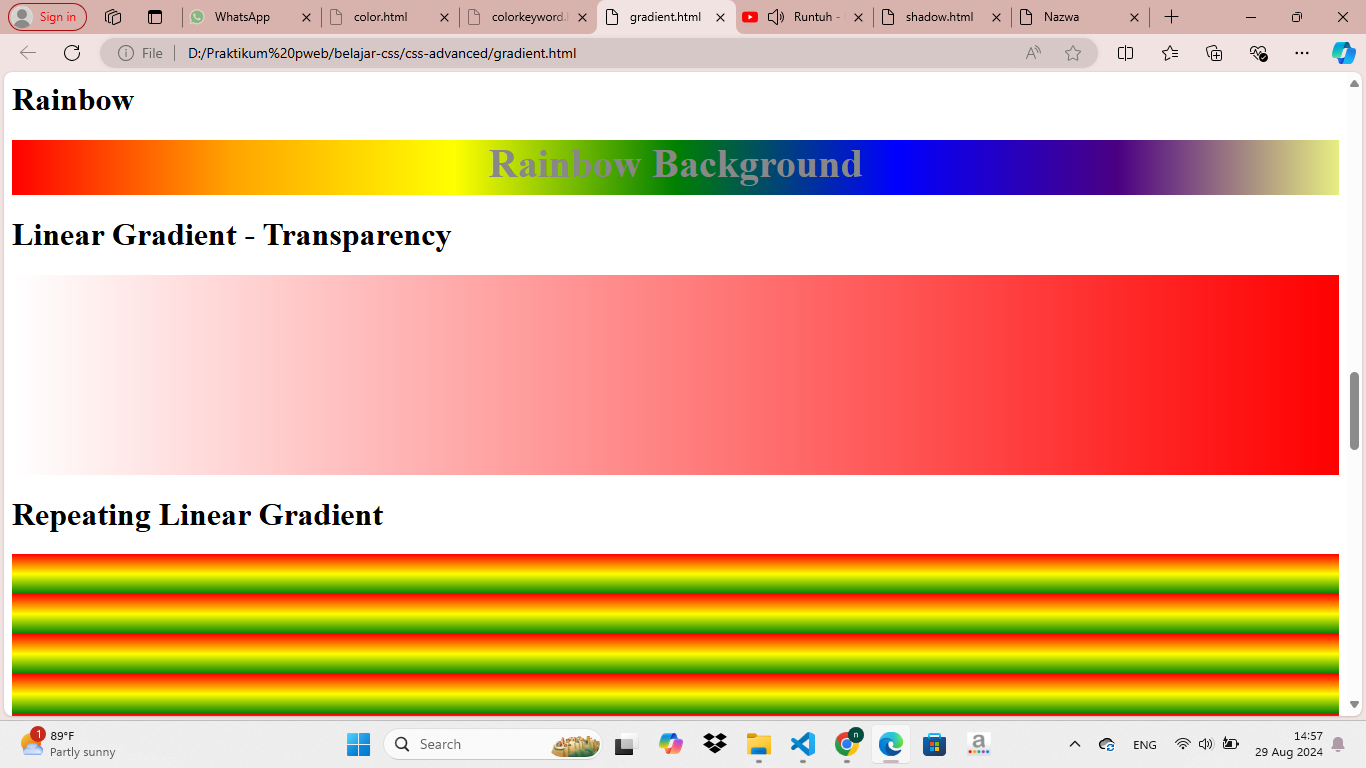 Sign in
WhatsApp
color.html
colorkeyword.
gradient.html
Runtuh -
shadow.html
Nazwa
File
D:/Praktikum%20pweb/belajar-css/css-advanced/gradient.html
Rainbow
Rainbow Background
Linear Gradient - Transparency
Repeating Linear Gradient
1
89°F
Partly sunny
Search
n
a
ENG
14:57
29 Aug 2024